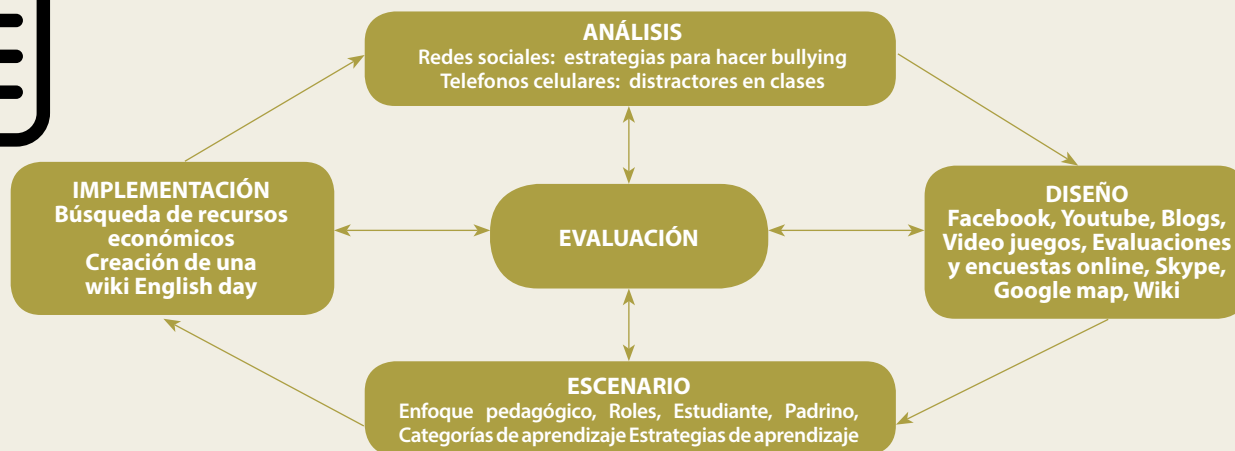 ANÁLISIS
Redes sociales: estrategias para hacer bullying
Telefonos celulares: distractores en clases
IMPLEMENTACIÓN
Búsqueda de recursos
económicos
Creación de una
wiki English day
EVALUACIÓN
DISEÑO
Facebook, Youtube, Blogs,
Video juegos, Evaluaciones
y encuestas online, Skype,
Google map, Wiki
ESCENARIO
Enfoque pedagógico, Roles, Estudiante, Padrino,
Categorías de aprendizaje Estrategias de aprendizaje